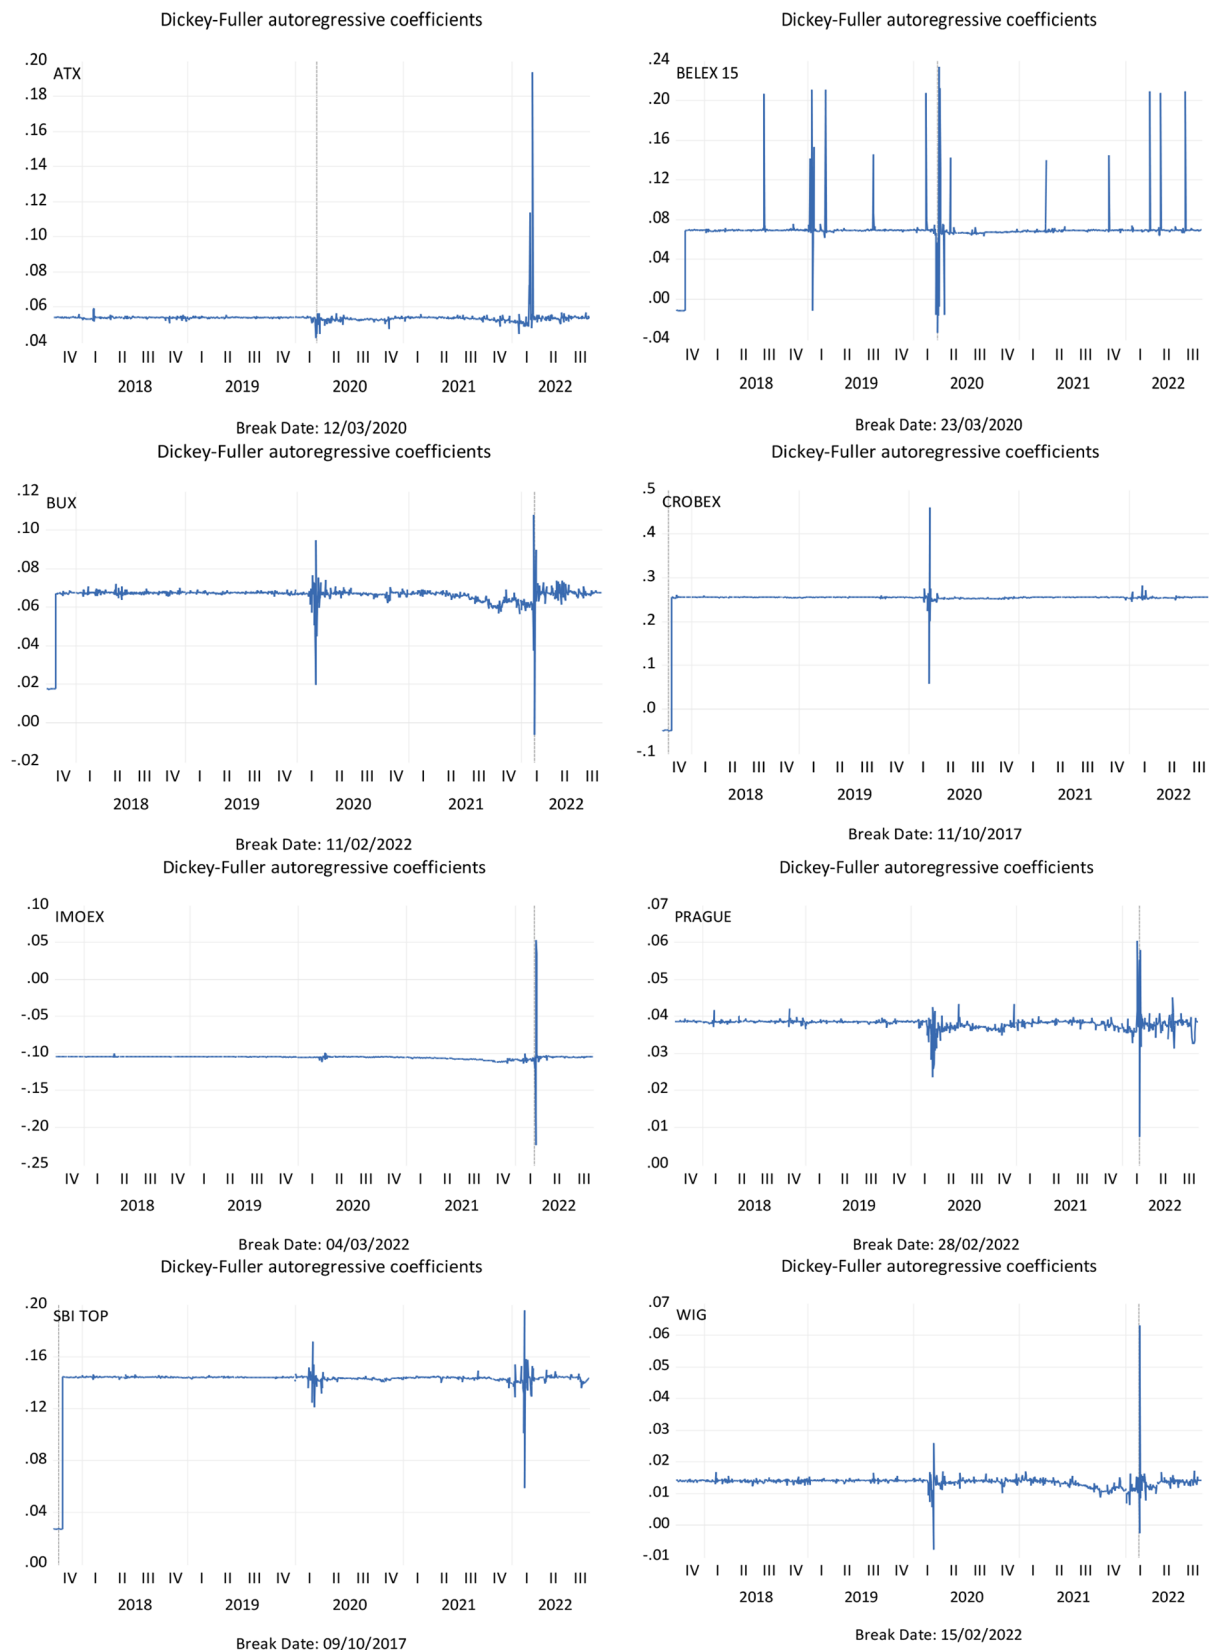 Dickey-Fuller autoregressive coefficients
ATX
.20
.18
.16
.14
.12
.10
.08
.06
.04
IV I II III IV I II III IV I II III IV I II III IV I II III
2018 2019 2020 2021 2022
Break Date: 12/03/2020
Dickey-Fuller autoregressive coefficients
BELEX 15
.24
.20
.16
.12
.08
.04
.00
-.04
IV I II III IV I II III IV I II III IV I II III IV I II III
2018 2019 2020 2021 2022
Break Date: 23/03/2020
Dickey-Fuller autoregressive coefficients
BUX
.12
.10
.08
.06
.04
.02
.00
-.02
IV I II III IV I II III IV I II III IV I II III IV I II III
2018 2019 2020 2021 2022
Break Date: 11/02/2022
Dickey-Fuller autoregressive coefficients
CROBEX
.5
.4
.3
.2
.1
.0
-.1
IV I II III IV I II III IV I II III IV I II III IV I II III
2018 2019 2020 2021 2022
Break Date: 11/10/2017
Dickey-Fuller autoregressive coefficients
IMOEX
.10
.05
.00
-.05
-.10
-.15
-.20
-.25
IV I II III IV I II III IV I II III IV I II III IV I II III
2018 2019 2020 2021 2022
Break Date: 04/03/2022
Dickey-Fuller autoregressive coefficients
PRAGUE
.07
.06
.05
.04
.03
.02
.01
.00
IV I II III IV I II III IV I II III IV I II III IV I II III
2018 2019 2020 2021 2022
Break Date: 28/02/2022
Dickey-Fuller autoregressive coefficients
SBI TOP
.20
.16
.12
.08
.04
.00
IV I II III IV I II III IV I II III IV I II III IV I II III
2018 2019 2020 2021 2022
Break Date: 09/10/2017
Dickey-Fuller autoregressive coefficients
WIG
.07
.06
.05
.04
.03
.02
.01
.00
-.01
IV I II III IV I II III IV I II III IV I II III IV I II III
2018 2019 2020 2021 2022
Break Date: 15/02/2022